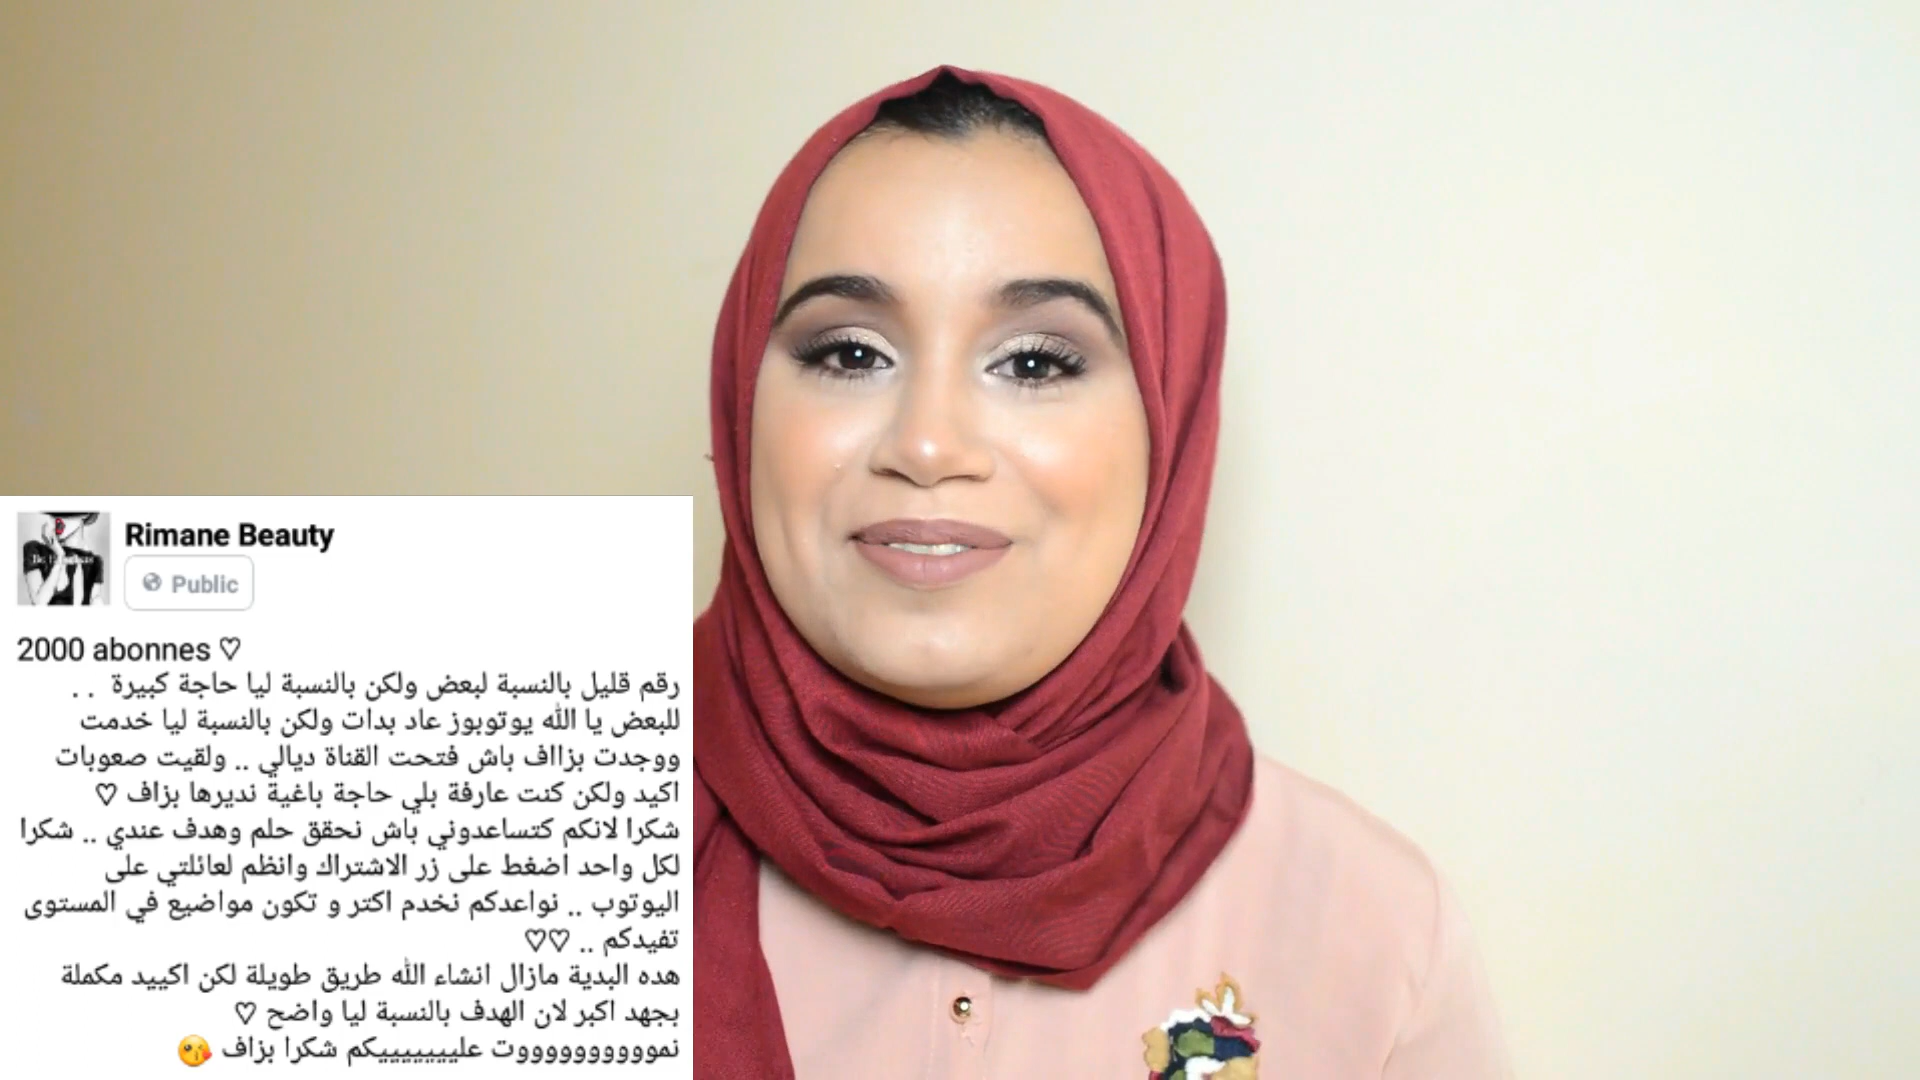 Rimane Beauty
Public
2000 abonnes ♡
رقم قليل بالنسبة لبعض ولكن بالنسبة ليا حاجة كبيرة . .
للبعض يا الله يوتوبوز عاد بدات ولكن بالنسبة ليا خدمت
ووجدت بزااف باش فتحت القناة ديالي .. ولقيت صعوبات
اكيد ولكن كنت عارفة بلي حاجة باغية نديرها بزاف ♡
شكرا لانكم كتساعدوني باش نحقق حلم وهدف عندي .. شكرا
لكل واحد اضغط على زر الاشتراك وانظم لعائلتي على
اليوتوب .. نواعدكم نخدم اكتر و تكون مواضيع في المستوى
تفيدكم .. ♡♡
هده البدية مازال انشاء الله طريق طويلة لكن اكييد مكملة
بجهد اكبر لان الهدف بالنسبة ليا واضح ♡
نموووووووووووت علييييييييكم شكرا بزاف 😘